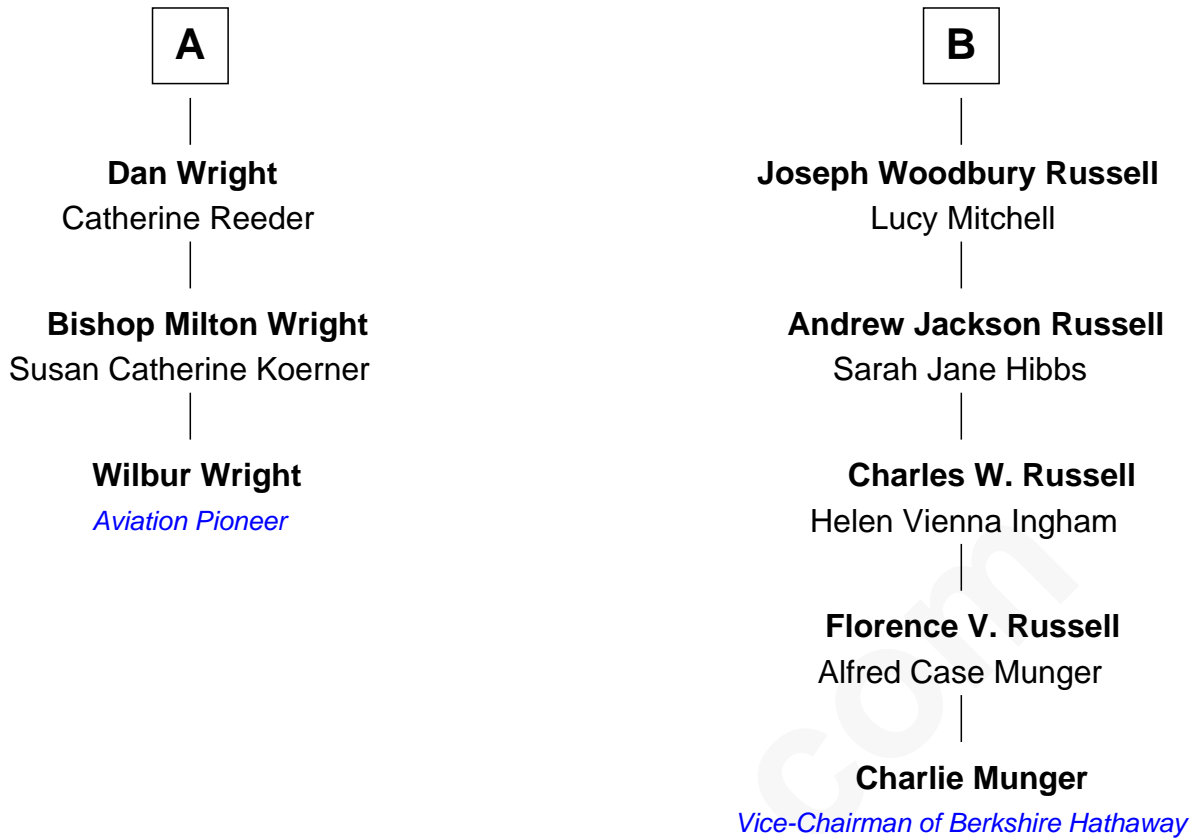 A
Dan Wright
Catherine Reeder
Bishop Milton Wright
Susan Catherine Koerner
Wilbur Wright
Aviation Pioneer
B
Joseph Woodbury Russell
Lucy Mitchell
Andrew Jackson Russell
Sarah Jane Hibbs
Charles W. Russell
Helen Vienna Ingham
Florence V. Russell
Alfred Case Munger
Charlie Munger
Vice-Chairman of Berkshire Hathaway
com